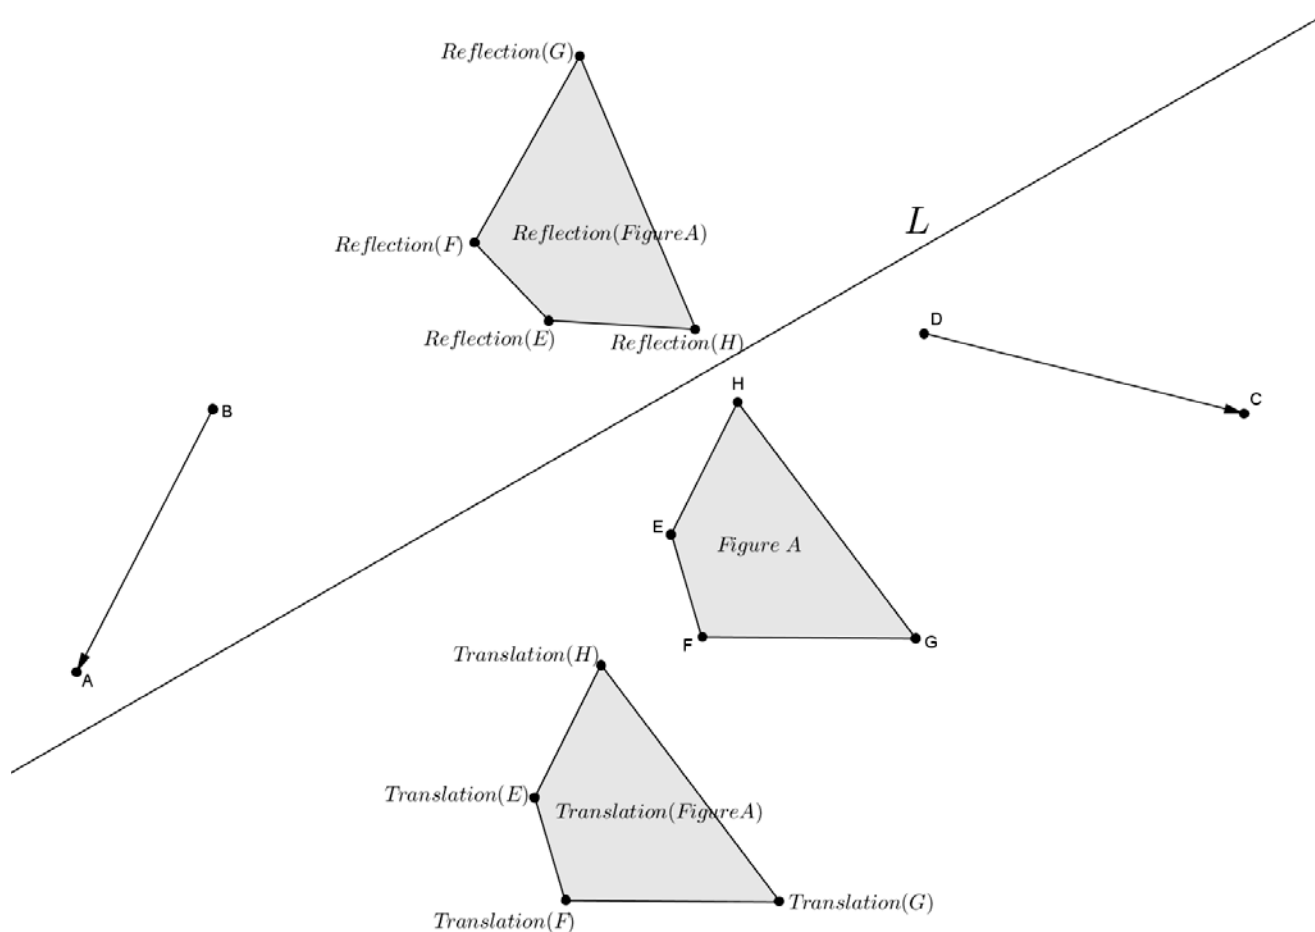 Reflection(G)
L
Reflection(F)
Reflection(FigureA)
D
Reflection(E)
Reflection(H)
H
C
B
E
Figure A
F
G
Translation(H)
A
Translation(E)
Translation(FigureA)
Translation(G)
Translation(F)